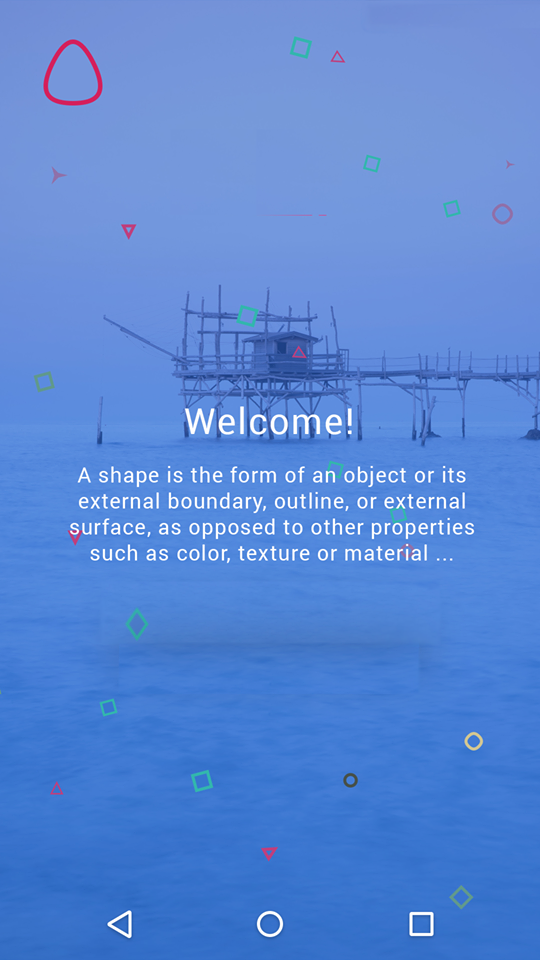 Welcome!
A shape is the form of an object or its
external boundary, outline, or external
surface, as opposed to other properties
such as color, texture or material ...